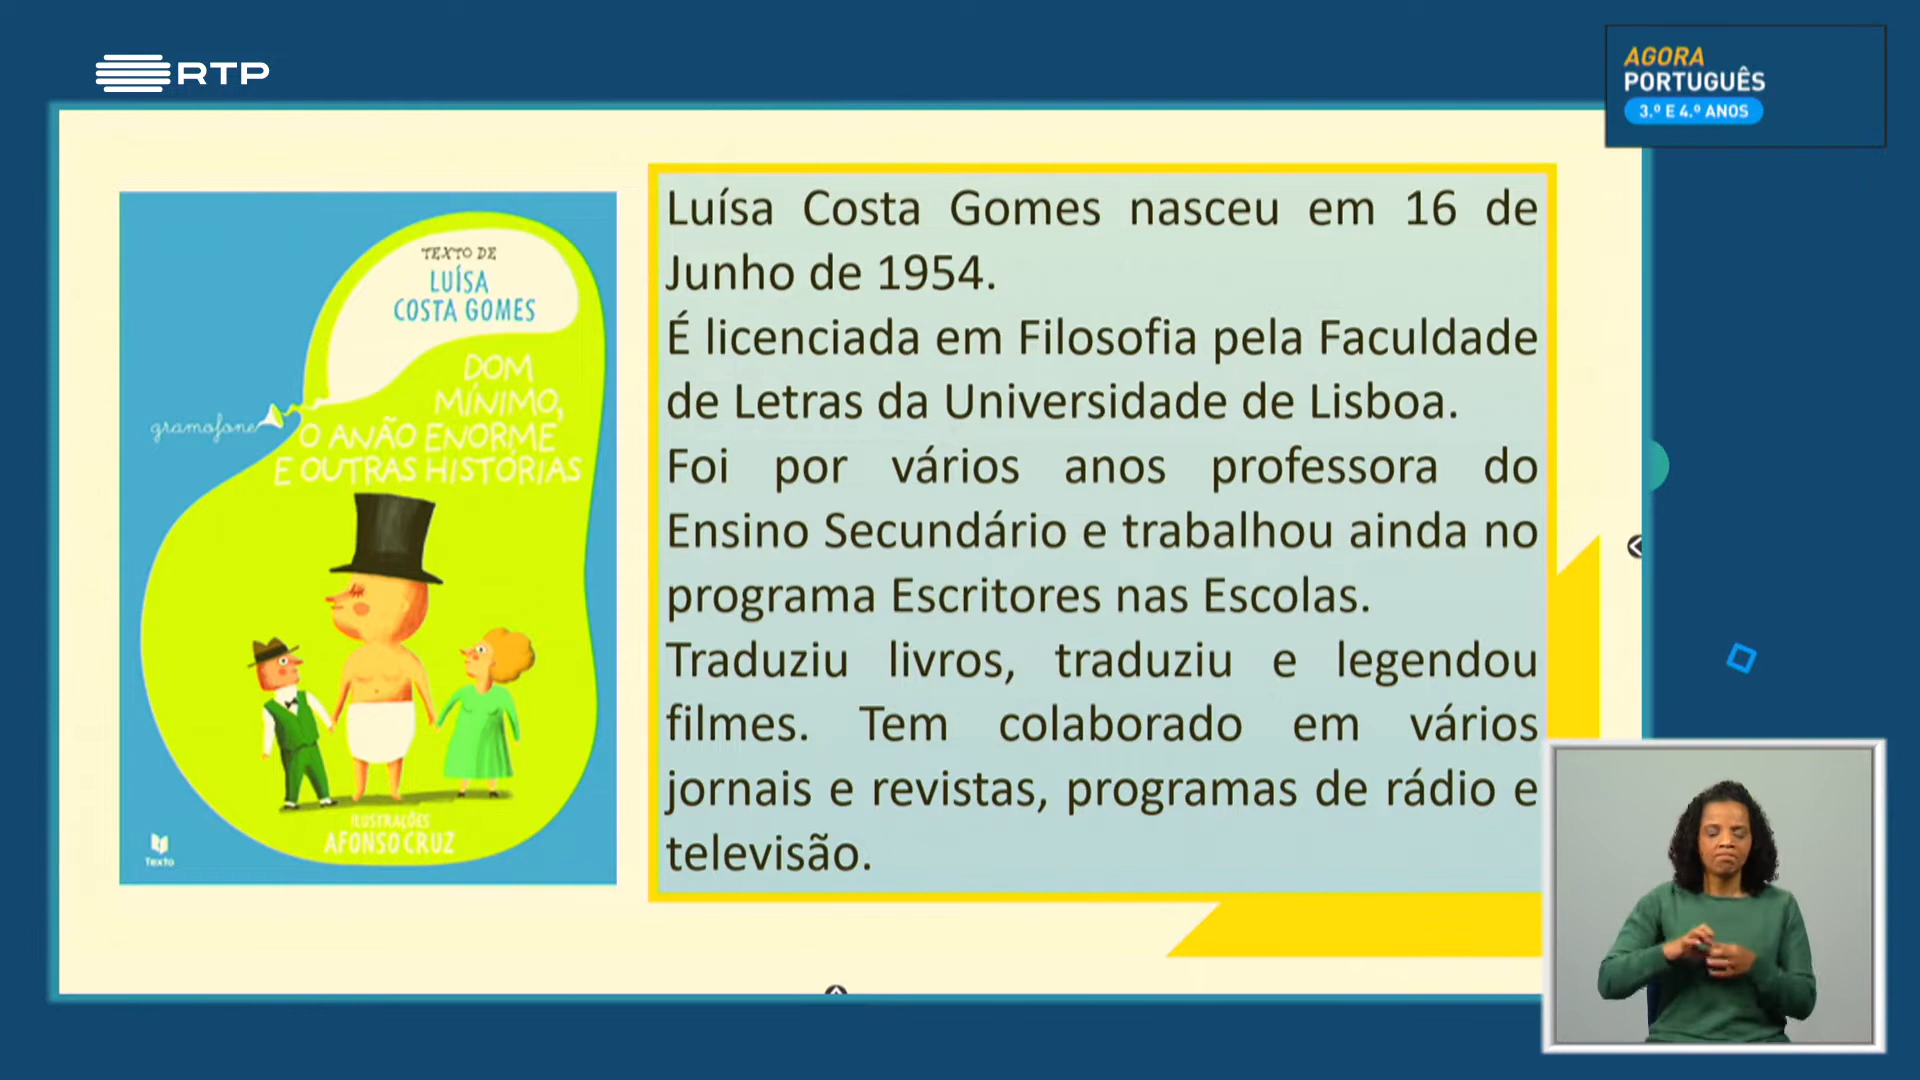 RTP
AGORA
PORTUGUÊS
3.º E 4.º ANOS
TEXTO DE
LUÍSA
COSTA GOMES
DOM
MÍNIMO,
O ANÃO ENORME
E OUTRAS HISTÓRIAS
gramofone
ILUSTRAÇÕES
AFONSO CRUZ
Texto
Luísa Costa Gomes nasceu em 16 de
Junho de 1954.
É licenciada em Filosofia pela Faculdade
de Letras da Universidade de Lisboa.
Foi por vários anos professora do
Ensino Secundário e trabalhou ainda no
programa Escritores nas Escolas.
Traduziu livros, traduziu e legendou
filmes. Tem colaborado em vários
jornais e revistas, programas de rádio e
televisão.